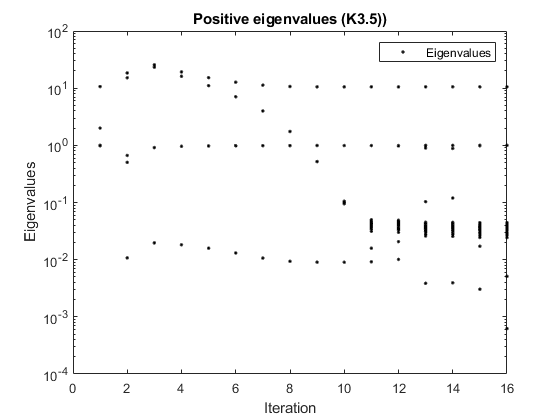 Positive eigenvalues (K3.5))
Eigenvalues
10^2
10^1
10^0
10^-1
10^-2
10^-3
10^-4
Eigenvalues
0 2 4 6 8 10 12 14 16
Iteration